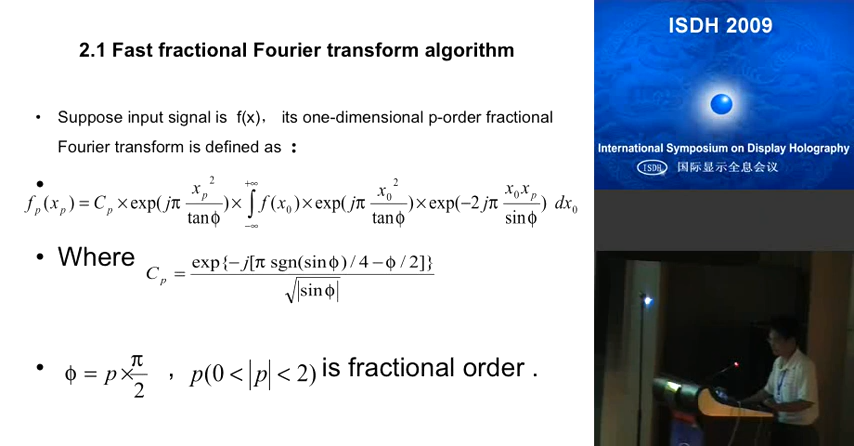 2.1 Fast fractional Fourier transform algorithm
• Suppose input signal is f(x)， its one-dimensional p-order fractional
Fourier transform is defined as ：
• f_p(x_p) = C_p × exp(jπ x_p²/tanϕ) × ∫_{-∞}^{+∞} f(x_0) × exp(jπ x_0²/tanϕ) × exp(−2jπ x_0x_p/sinϕ) dx_0
• Where C_p = exp{−j[π sgn(sinϕ)/4 − ϕ/2]}/√|sinϕ|
• ϕ = p×π/2 ， p(0<|p|<2) is fractional order .
ISDH 2009
International Symposium on Display Holography
ISDH 国际显示全息会议